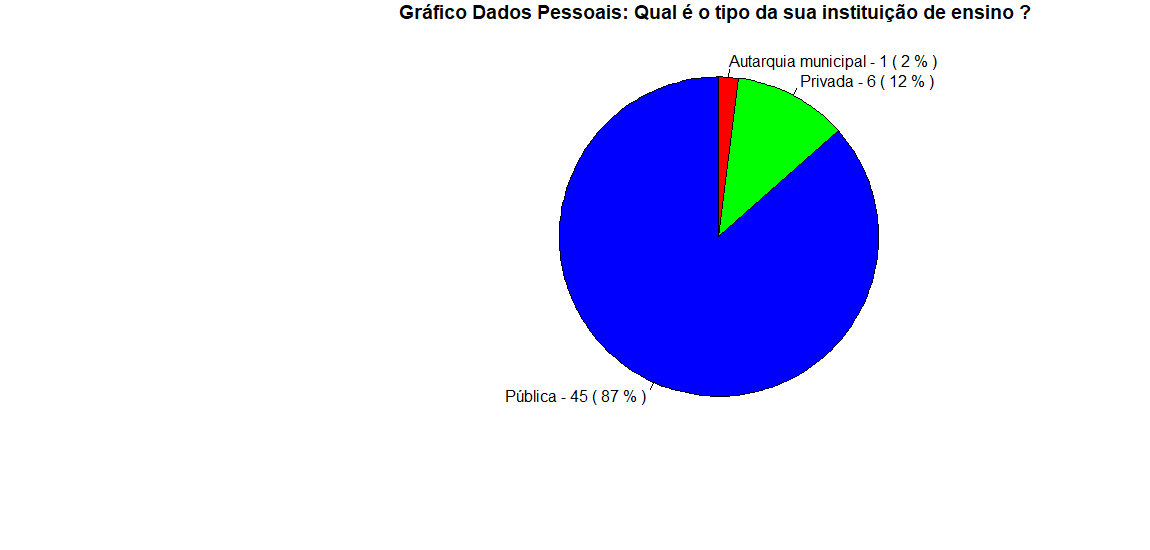 Gráfico Dados Pessoais: Qual é o tipo da sua instituição de ensino ?
Autarquia municipal - 1 ( 2 % )
Privada - 6 ( 12 % )
Pública - 45 ( 87 % )